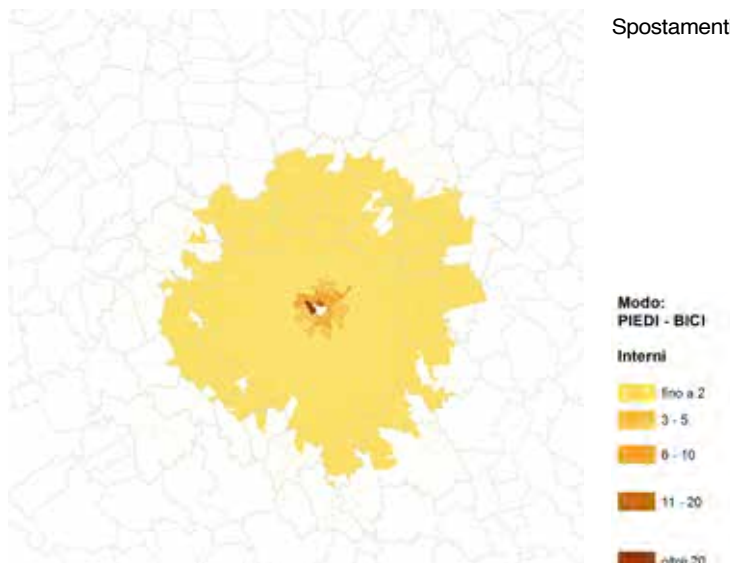 Spostament
Modo:
PIEDI - BICI
Interni
fino a 2
3 - 5
6 - 10
11 - 20
oltre 20